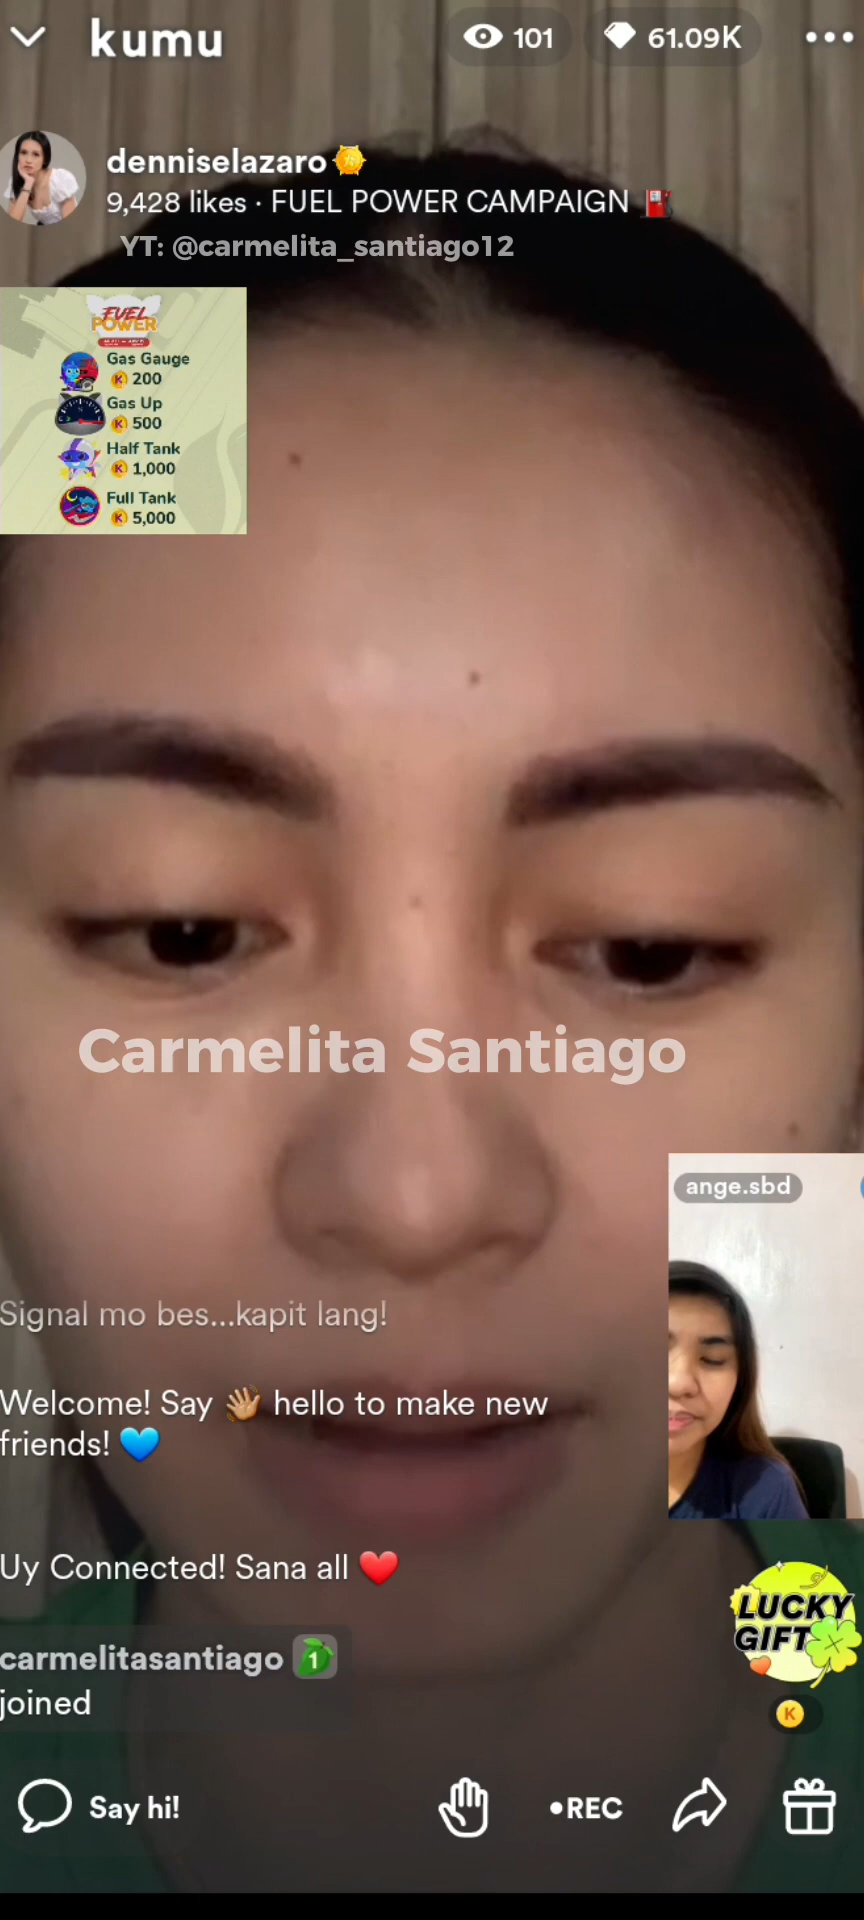 kumu
101
61.09K
denniselazaro
9,428 likes · FUEL POWER CAMPAIGN
YT: @carmelita_santiago12
FUEL
POWER
Gas Gauge
K 200
Gas Up
K 500
Half Tank
K 1,000
Full Tank
K 5,000
Carmelita Santiago
ange.sbd
Signal mo bes...kapit lang!
Welcome! Say 👋🏽 hello to make new
friends! 💙
Uy Connected! Sana all ❤️
LUCKY
GIFT
carmelitasantiago 1
joined
K
Say hi!
•REC